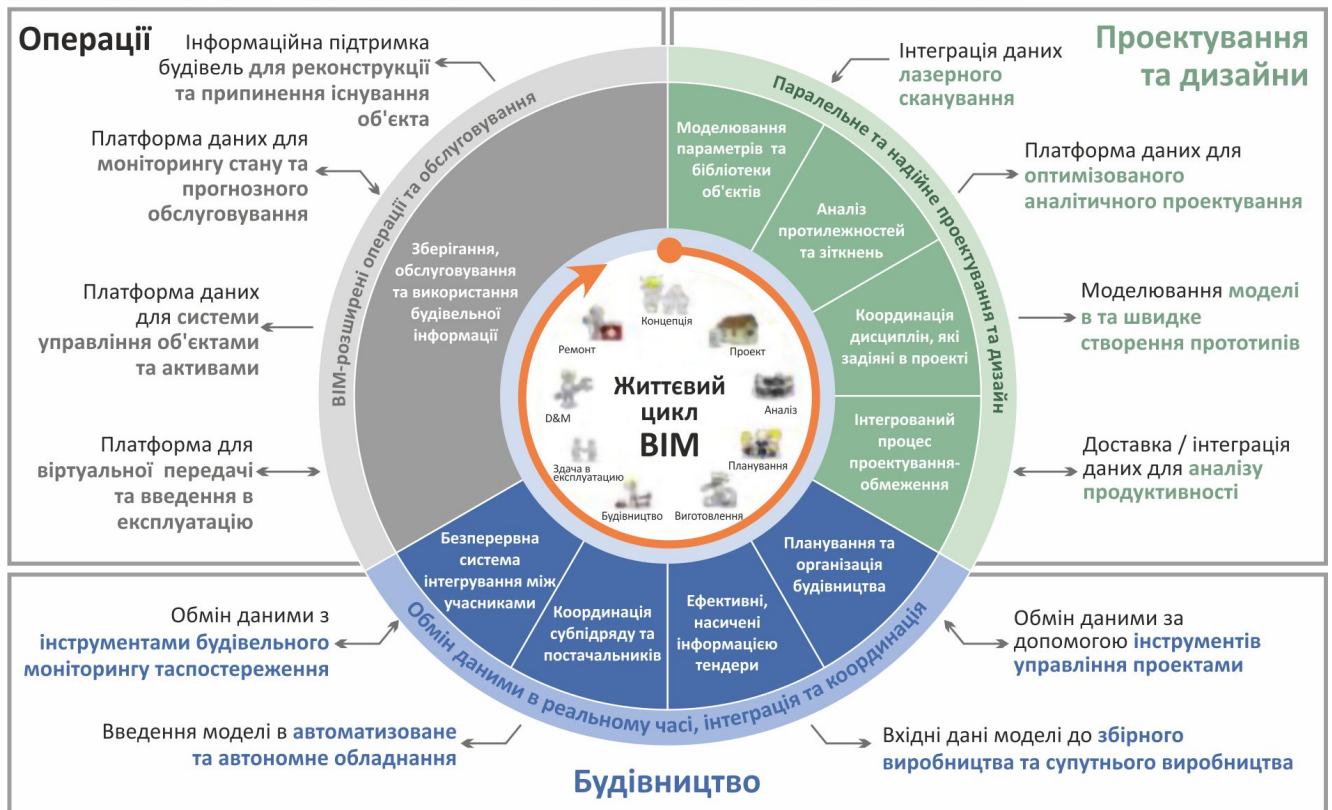 Операції
Інформаційна підтримка
будівель для реконструкції
та припинення існування
об'єкта
Платформа даних для
моніторингу стану та
прогнозного
обслуговування
Платформа даних
для системи
управління об'єктами
та активами
Платформа для
віртуальної передачі
та введення в
експлуатацію
Проектування
та дизайни
Інтеграція даних
лазерного
сканування
Платформа даних для
оптимізованого
аналітичного проектування
Моделювання моделі
в та швидке
створення прототипів
Доставка / інтеграція
даних для аналізу
продуктивності
BIM-розширені операції та обслуговування
Паралельне та надійне проектування та дизайн
Обмін даними в реальному часі, інтеграція та координація
Зберігання,
обслуговування
та використання
будівельної
інформації
Моделювання
параметрів та
бібліотеки
об'єктів
Аналіз
протилежностей
та зіткнень
Координація
дисциплін, які
задіяні в проекті
Інтегрований
процес
проектування-
обмеження
Планування та
організація
будівництва
Ефективні,
насичені
інформацією
тендери
Координація
субпідряду та
постачальників
Безперервна
система
інтегрування між
учасниками
Життєвий
цикл
BIM
Концепція
Проект
Аналіз
Планування
Виготовлення
Будівництво
Здача в
експлуатацію
D&M
Ремонт
Обмін даними з
інструментами будівельного
моніторингу таспостереження
Введення моделі в автоматизоване
та автономне обладнання
Обмін даними за
допомогою інструментів
управління проектами
Вхідні дані моделі до збірного
виробництва та супутнього виробництва
Будівництво